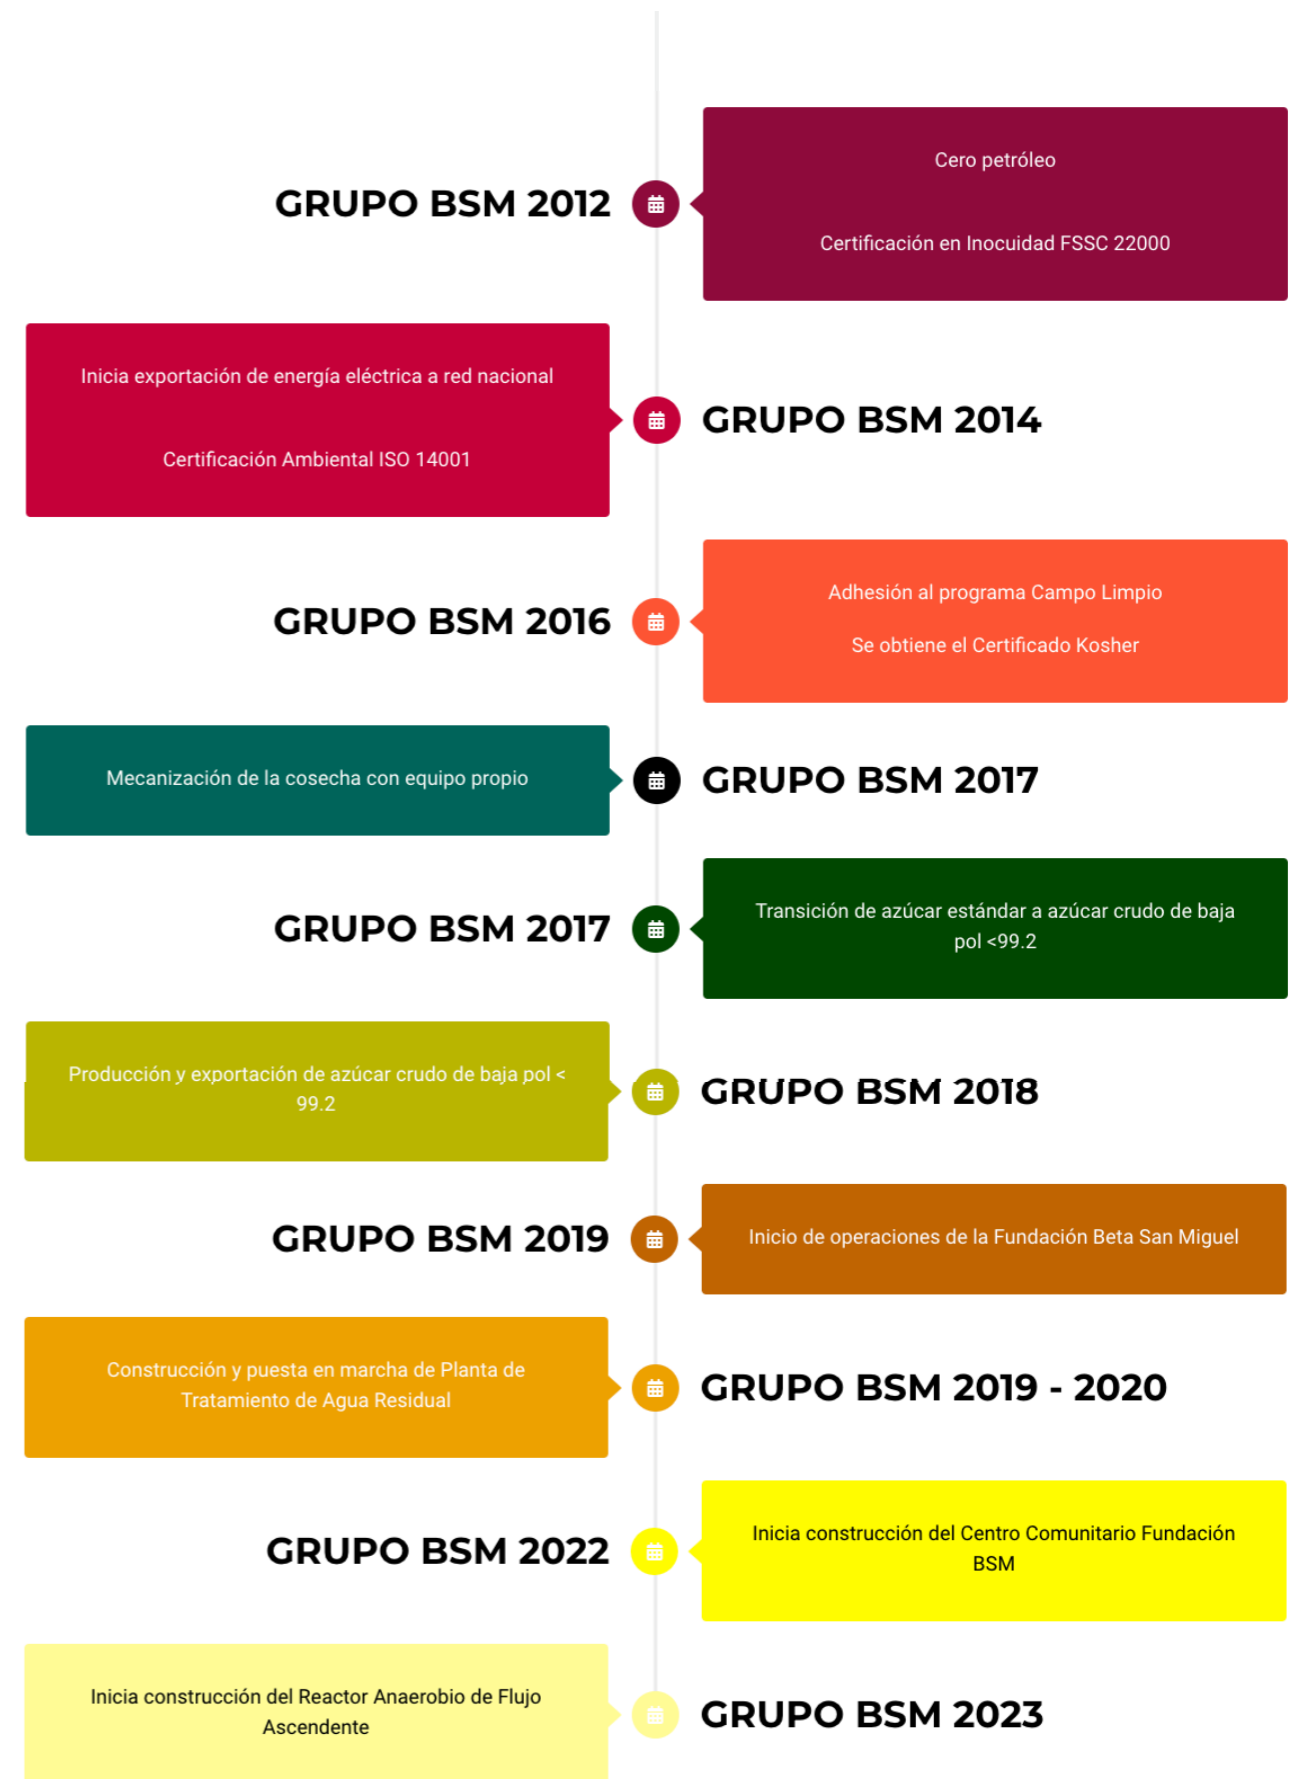 GRUPO BSM 2012
Cero petróleo
Certificación en Inocuidad FSSC 22000
Inicia exportación de energía eléctrica a red nacional
Certificación Ambiental ISO 14001
GRUPO BSM 2014
GRUPO BSM 2016
Adhesión al programa Campo Limpio
Se obtiene el Certificado Kosher
Mecanización de la cosecha con equipo propio
GRUPO BSM 2017
GRUPO BSM 2017
Transición de azúcar estándar a azúcar crudo de baja
pol <99.2
Producción y exportación de azúcar crudo de baja pol <
99.2
GRUPO BSM 2018
GRUPO BSM 2019
Inicio de operaciones de la Fundación Beta San Miguel
Construcción y puesta en marcha de Planta de
Tratamiento de Agua Residual
GRUPO BSM 2019 - 2020
GRUPO BSM 2022
Inicia construcción del Centro Comunitario Fundación
BSM
Inicia construcción del Reactor Anaerobio de Flujo
Ascendente
GRUPO BSM 2023